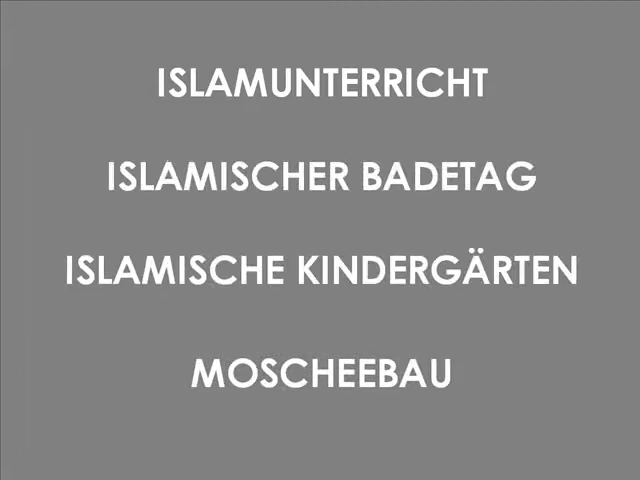 ISLAMUNTERRICHT
ISLAMISCHER BADETAG
ISLAMISCHE KINDERGÄRTEN
MOSCHEEBAU